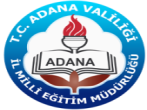 T.C. ADANA VALİLİĞİ
ADANA
İL MİLLİ EĞİTİM MÜDÜRLÜĞÜ